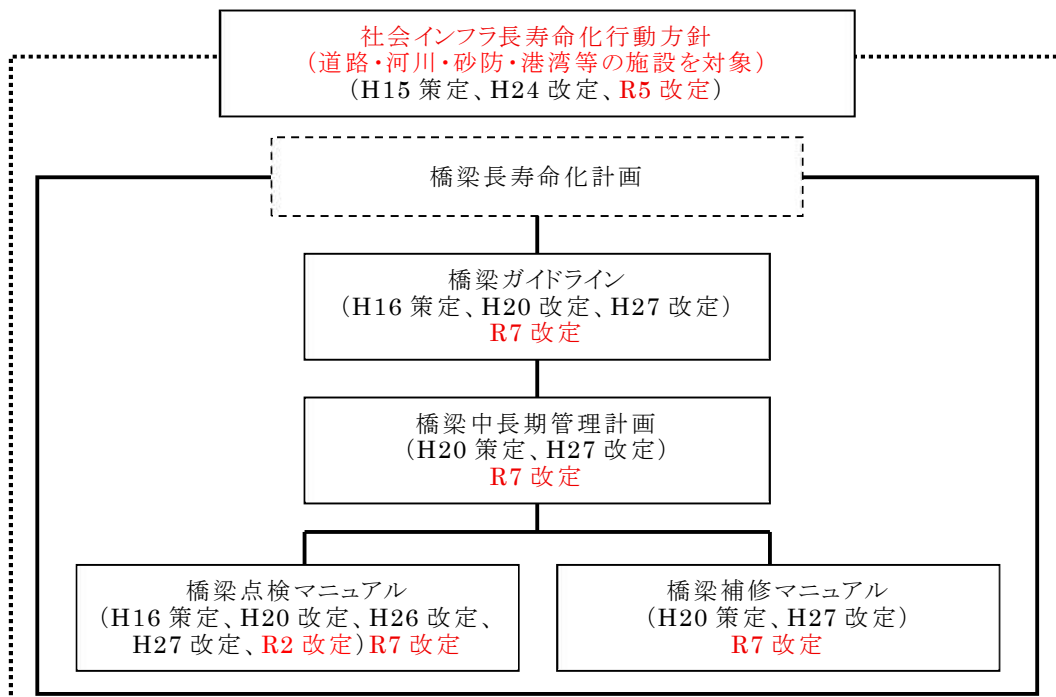 社会インフラ長寿命化行動方針
(道路・河川・砂防・港湾等の施設を対象)
(H15 策定、H24 改定、R5 改定)
橋梁長寿命化計画
橋梁ガイドライン
(H16 策定、H20 改定、H27 改定)
R7 改定
橋梁中長期管理計画
(H20 策定、H27 改定)
R7 改定
橋梁点検マニュアル
(H16 策定、H20 改定、H26 改定、
H27 改定、R2 改定)R7 改定
橋梁補修マニュアル
(H20 策定、H27 改定)
R7 改定